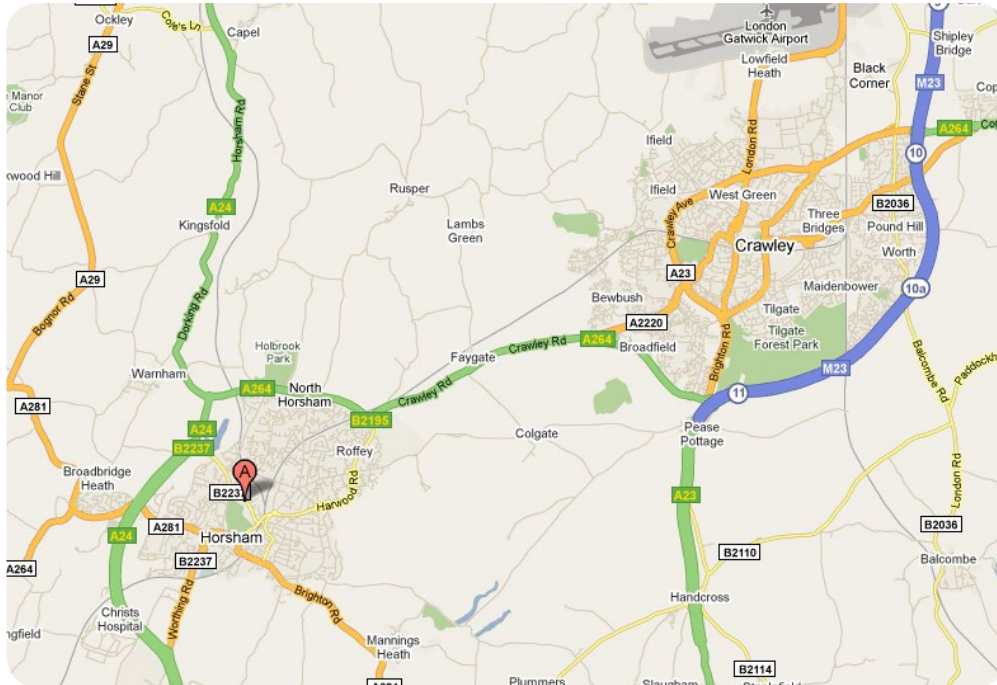 Ockley
Cole's Ln
Capel
A29
Stane St
Manor
Club
Horsham Rd
London
Gatwick Airport
Lowfield
Heath
Shipley
Bridge
Black
Corner
M23
A264
10
Ifield
London Rd
Rusper
Ifield
West Green
A24
Kingsfold
Lambs
Green
Crawley Ave
Three
Bridges
B2036
Pound Hill
Crawley
Worth
A29
A23
10a
Maidenbower
Bognor Rd
Dorking Rd
Bewbush
A2220
Tilgate
Tilgate
Forest Park
Holbrook
Park
Crawley Rd
A264
Broadfield
Faygate
Brighton Rd
Balcombe Rd
M23
Warnham
A264
North
Horsham
Crawley Rd
11
A281
B2195
A24
B2237
Colgate
Pease
Pottage
Roffey
Broadbridge
Heath
A
B2237
Harwood Rd
A23
London Rd
A281
A24
Horsham
B2036
B2237
B2110
A264
Balcombe
Worthing Rd
Brighton Rd
Christs
Hospital
Handcross
Mannings
Heath
B2114
Plummers
Slaugham